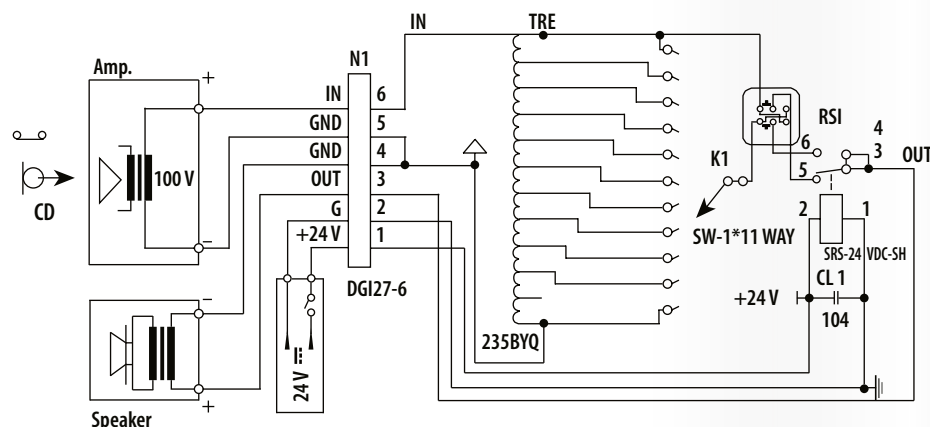 IN
TRE
N1
Amp.
+
IN
6
GND
5
GND
4
OUT
3
G
2
+24 V
1
DGI27-6
100 V
CD
−
−
Speaker
+
24 V
235BYQ
K1
SW-1*11 WAY
RSI
6
5
4
3
OUT
2
1
SRS-24 VDC-SH
CL 1
+24 V
104